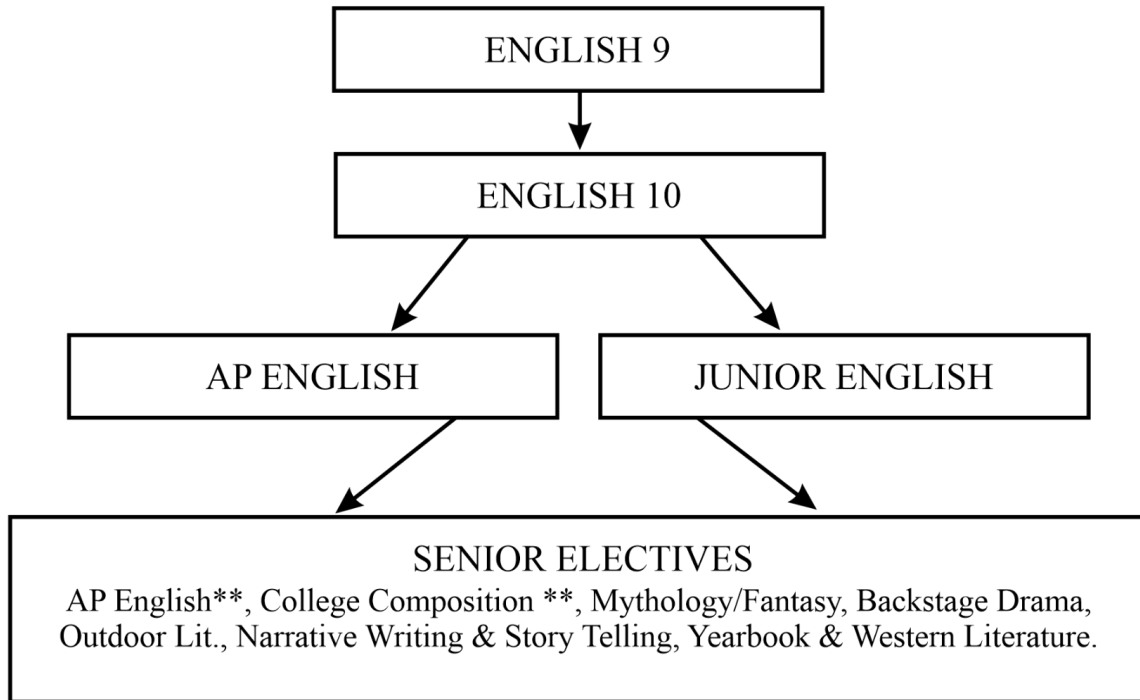 ENGLISH 9
ENGLISH 10
AP ENGLISH
JUNIOR ENGLISH
SENIOR ELECTIVES
AP English**, College Composition **, Mythology/Fantasy, Backstage Drama,
Outdoor Lit., Narrative Writing & Story Telling, Yearbook & Western Literature.